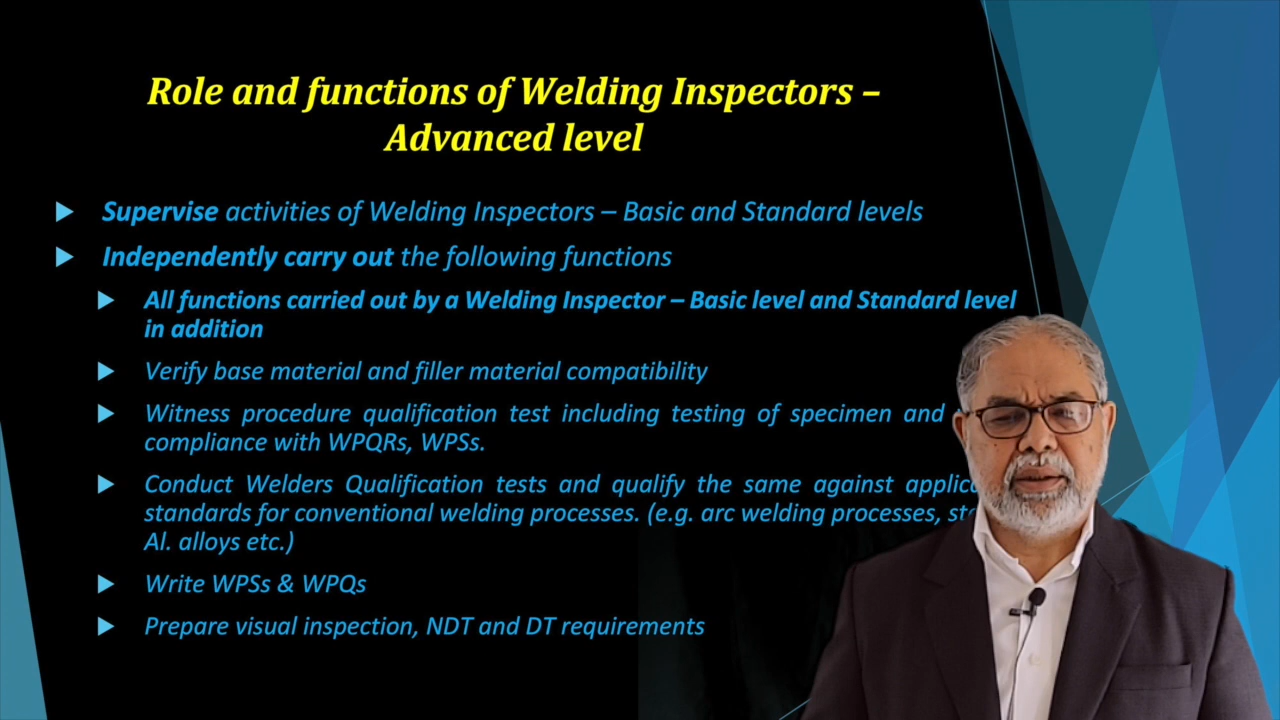 Role and functions of Welding Inspectors –
Advanced level
Supervise activities of Welding Inspectors – Basic and Standard levels
Independently carry out the following functions
All functions carried out by a Welding Inspector – Basic level and Standard level
in addition
Verify base material and filler material compatibility
Witness procedure qualification test including testing of specimen and
compliance with WPQRs, WPSs.
Conduct Welders Qualification tests and qualify the same against
standards for conventional welding processes. (e.g. arc welding processes,
Al. alloys etc.)
Write WPSs & WPQs
Prepare visual inspection, NDT and DT requirements